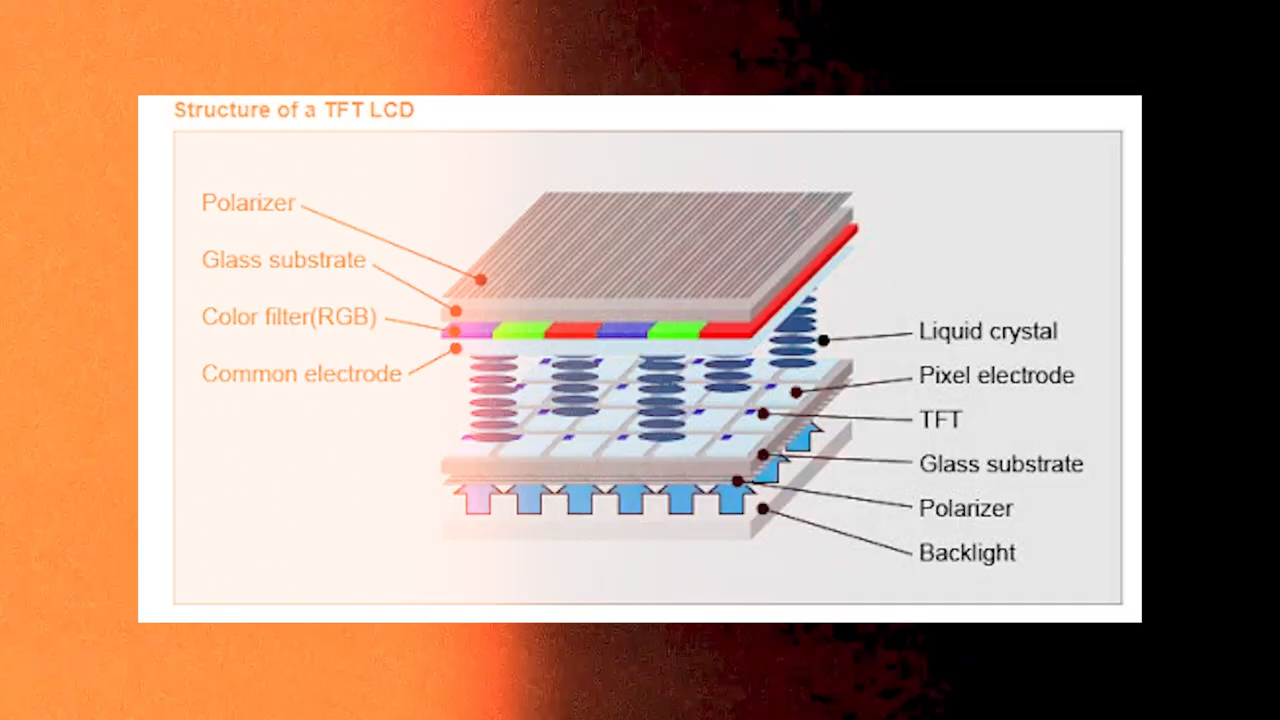 Structure of a TFT LCD
Polarizer
Glass substrate
Color filter(RGB)
Common electrode
Liquid crystal
Pixel electrode
TFT
Glass substrate
Polarizer
Backlight